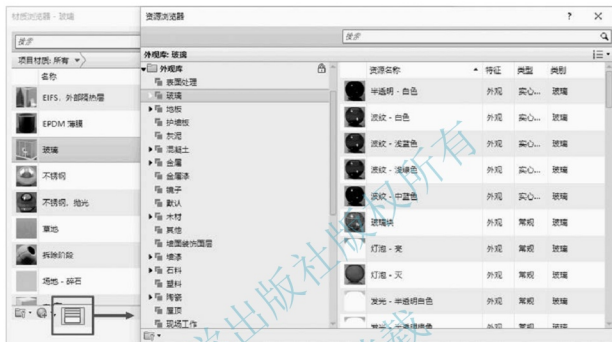 材质浏览器 - 玻璃
搜索
项目材质: 所有
名称
EIFS，外部隔热层
EPDM 薄膜
玻璃
不锈钢
不锈钢，抛光
草地
拆除阶段
场地 - 碎石
资源浏览器
? ×
搜索
外观库: 玻璃
外观库
表面处理
玻璃
地板
护墙板
灰泥
混凝土
金属
金属漆
镜子
默认
木材
其他
墙面装饰面层
墙漆
石料
塑料
陶瓷
屋顶
现场工作
资源名称 特征 类型 类别
半透明 - 白色 外观 实心... 玻璃
波纹 - 白色 外观 实心... 玻璃
波纹 - 浅蓝色 外观 实心... 玻璃
波纹 - 浅绿色 外观 实心... 玻璃
波纹 - 中蓝色 外观 实心... 玻璃
玻璃块 外观 常规 玻璃
灯泡 - 亮 外观 常规 玻璃
灯泡 - 灭 外观 常规 玻璃
发光 - 半透明白色 外观 常规 玻璃
学出版社版权所有